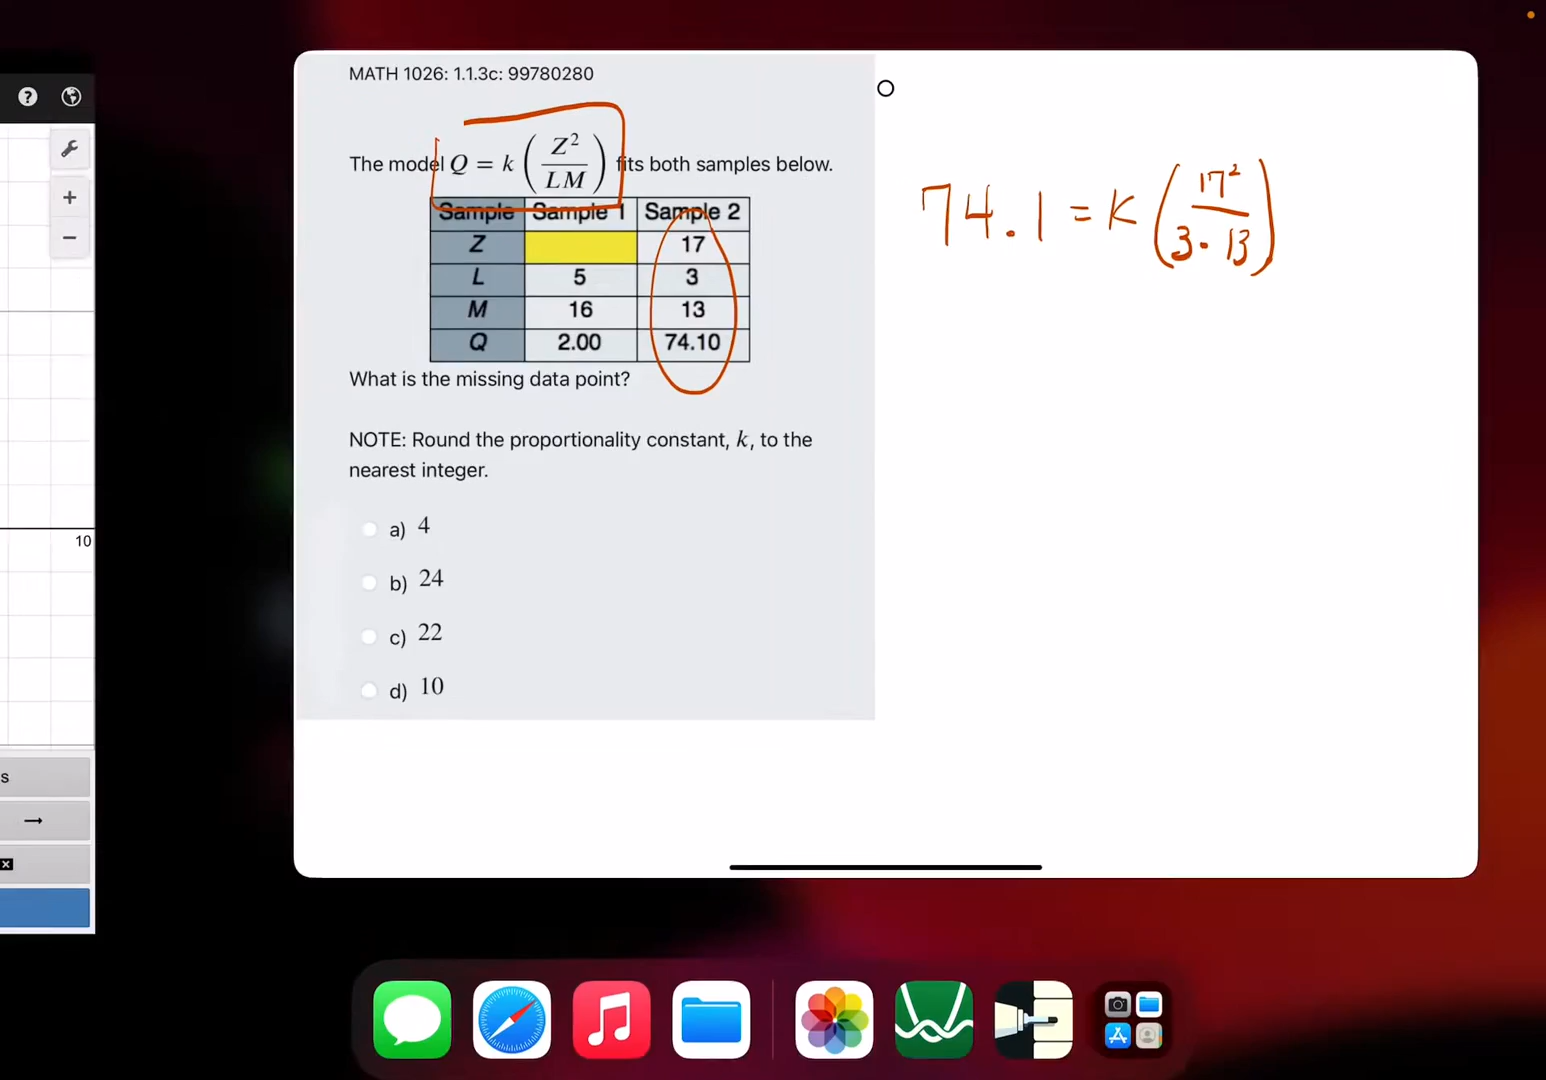 MATH 1026: 1.1.3c: 99780280
The model Q = k ( Z² / LM ) fits both samples below.
Sample Sample 1 Sample 2
Z 17
L 5 3
M 16 13
Q 2.00 74.10
What is the missing data point?
NOTE: Round the proportionality constant, k, to the
nearest integer.
a) 4
b) 24
c) 22
d) 10
74.1 = K ( 17² / 3 · 13 )
10
s